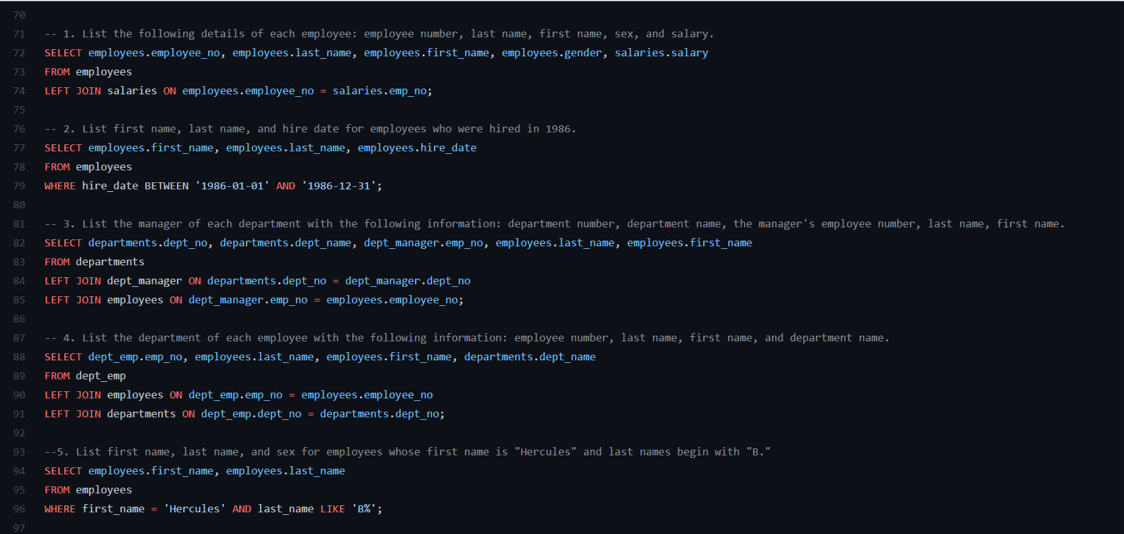 70
71 -- 1. List the following details of each employee: employee number, last name, first name, sex, and salary.
72 SELECT employees.employee_no, employees.last_name, employees.first_name, employees.gender, salaries.salary
73 FROM employees
74 LEFT JOIN salaries ON employees.employee_no = salaries.emp_no;
75
76 -- 2. List first name, last name, and hire date for employees who were hired in 1986.
77 SELECT employees.first_name, employees.last_name, employees.hire_date
78 FROM employees
79 WHERE hire_date BETWEEN '1986-01-01' AND '1986-12-31';
80
81 -- 3. List the manager of each department with the following information: department number, department name, the manager's employee number, last name, first name.
82 SELECT departments.dept_no, departments.dept_name, dept_manager.emp_no, employees.last_name, employees.first_name
83 FROM departments
84 LEFT JOIN dept_manager ON departments.dept_no = dept_manager.dept_no
85 LEFT JOIN employees ON dept_manager.emp_no = employees.employee_no;
86
87 -- 4. List the department of each employee with the following information: employee number, last name, first name, and department name.
88 SELECT dept_emp.emp_no, employees.last_name, employees.first_name, departments.dept_name
89 FROM dept_emp
90 LEFT JOIN employees ON dept_emp.emp_no = employees.employee_no
91 LEFT JOIN departments ON dept_emp.dept_no = departments.dept_no;
92
93 --5. List first name, last name, and sex for employees whose first name is "Hercules" and last names begin with "B."
94 SELECT employees.first_name, employees.last_name
95 FROM employees
96 WHERE first_name = 'Hercules' AND last_name LIKE 'B%';
97